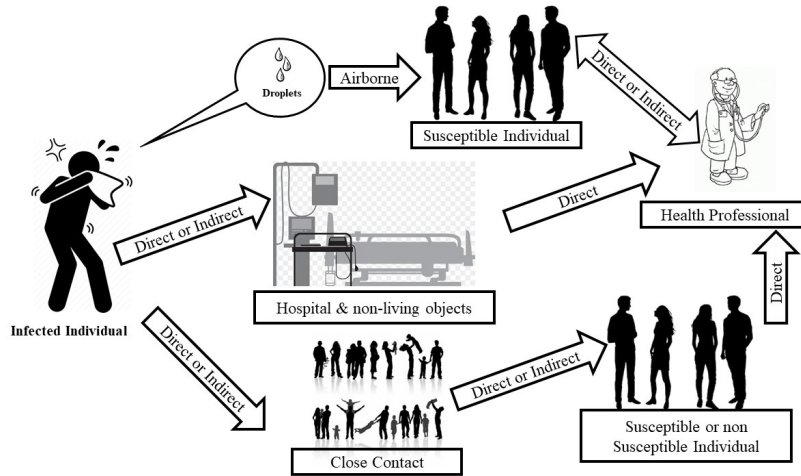 Droplets
Airborne
Susceptible Individual
Direct or Indirect
Direct or Indirect
Direct
Health Professional
Infected Individual
Hospital & non-living objects
Direct or Indirect
Direct or Indirect
Direct
Close Contact
Susceptible or non
Susceptible Individual